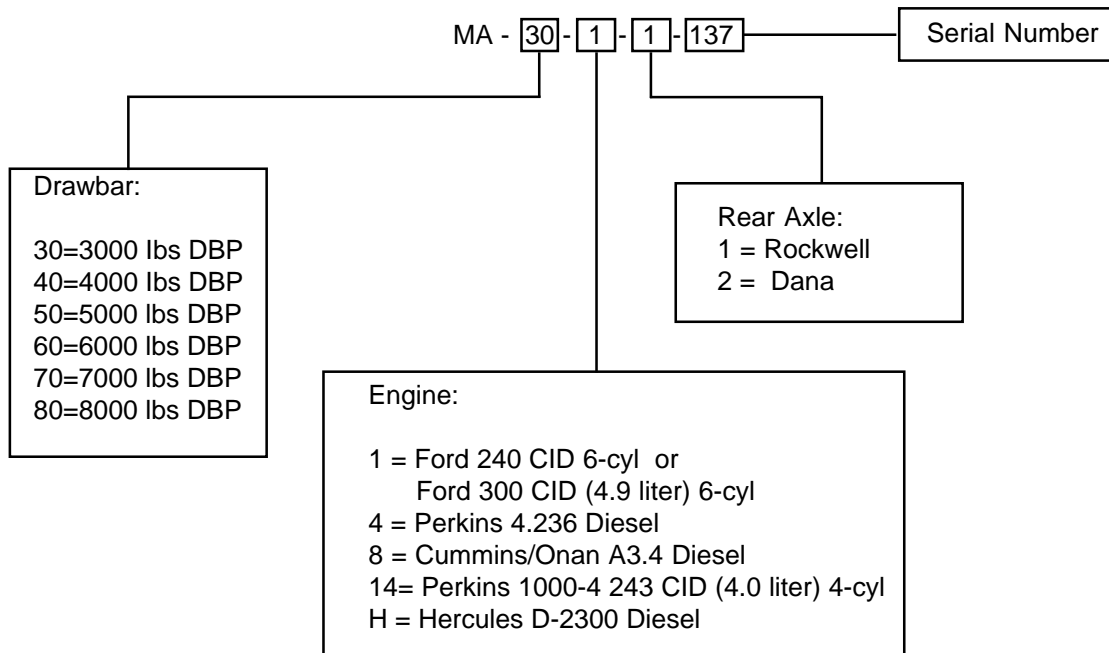 MA - 30 - 1 - 1 - 137
Serial Number
Drawbar:
30=3000 lbs DBP
40=4000 lbs DBP
50=5000 lbs DBP
60=6000 lbs DBP
70=7000 lbs DBP
80=8000 lbs DBP
Rear Axle:
1 = Rockwell
2 = Dana
Engine:
1 = Ford 240 CID 6-cyl or
Ford 300 CID (4.9 liter) 6-cyl
4 = Perkins 4.236 Diesel
8 = Cummins/Onan A3.4 Diesel
14= Perkins 1000-4 243 CID (4.0 liter) 4-cyl
H = Hercules D-2300 Diesel